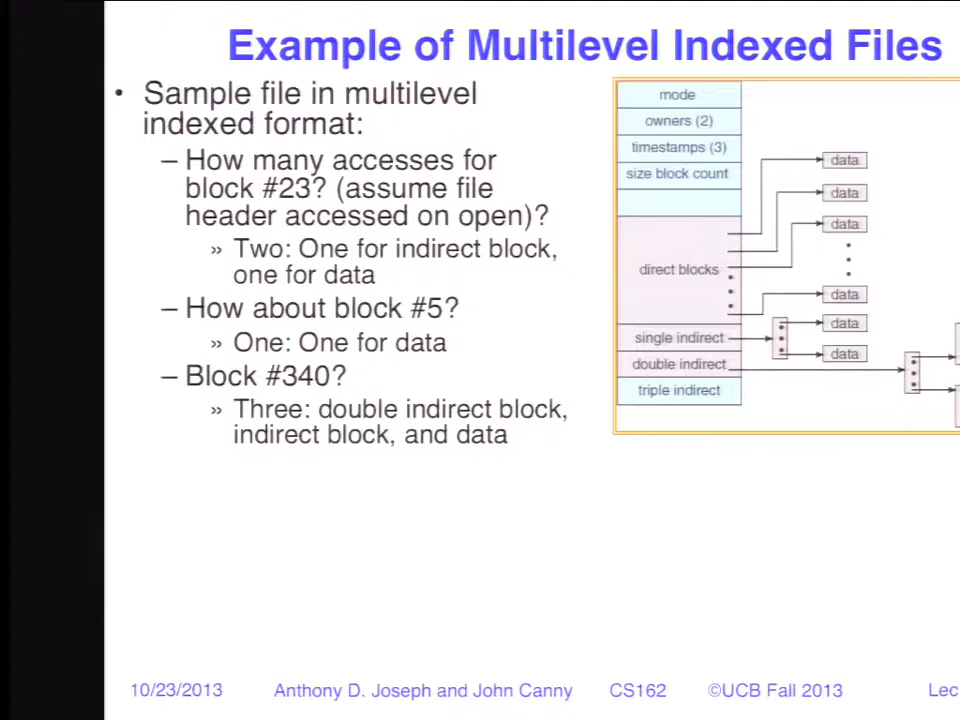 Example of Multilevel Indexed Files
• Sample file in multilevel
indexed format:
– How many accesses for
block #23? (assume file
header accessed on open)?
» Two: One for indirect block,
one for data
– How about block #5?
» One: One for data
– Block #340?
» Three: double indirect block,
indirect block, and data
mode
owners (2)
timestamps (3)
size block count
direct blocks
single indirect
double indirect
triple indirect
data
data
data
data
data
data
10/23/2013 Anthony D. Joseph and John Canny CS162 ©UCB Fall 2013 Lec